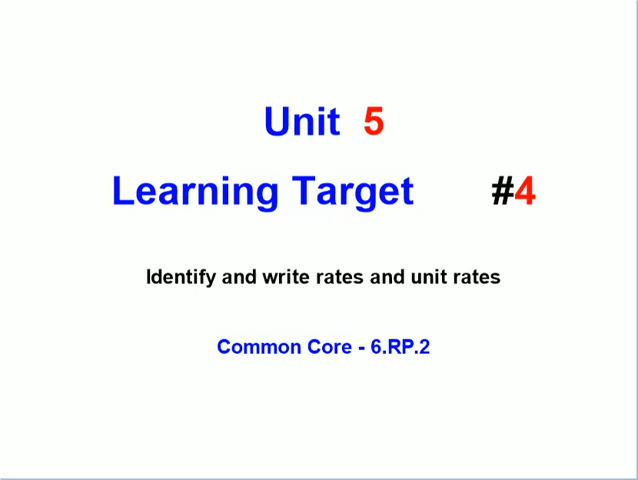 Unit 5
Learning Target #4
Identify and write rates and unit rates
Common Core - 6.RP.2